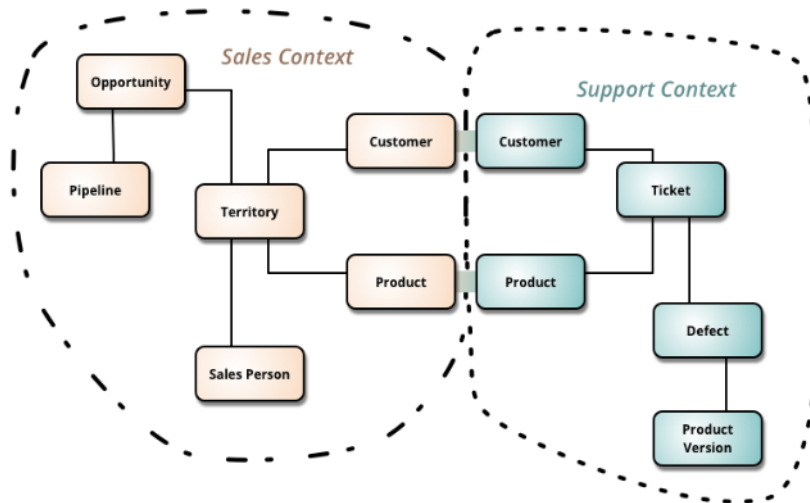 Sales Context
Opportunity
Pipeline
Territory
Customer
Product
Sales Person
Support Context
Customer
Ticket
Product
Defect
Product
Version